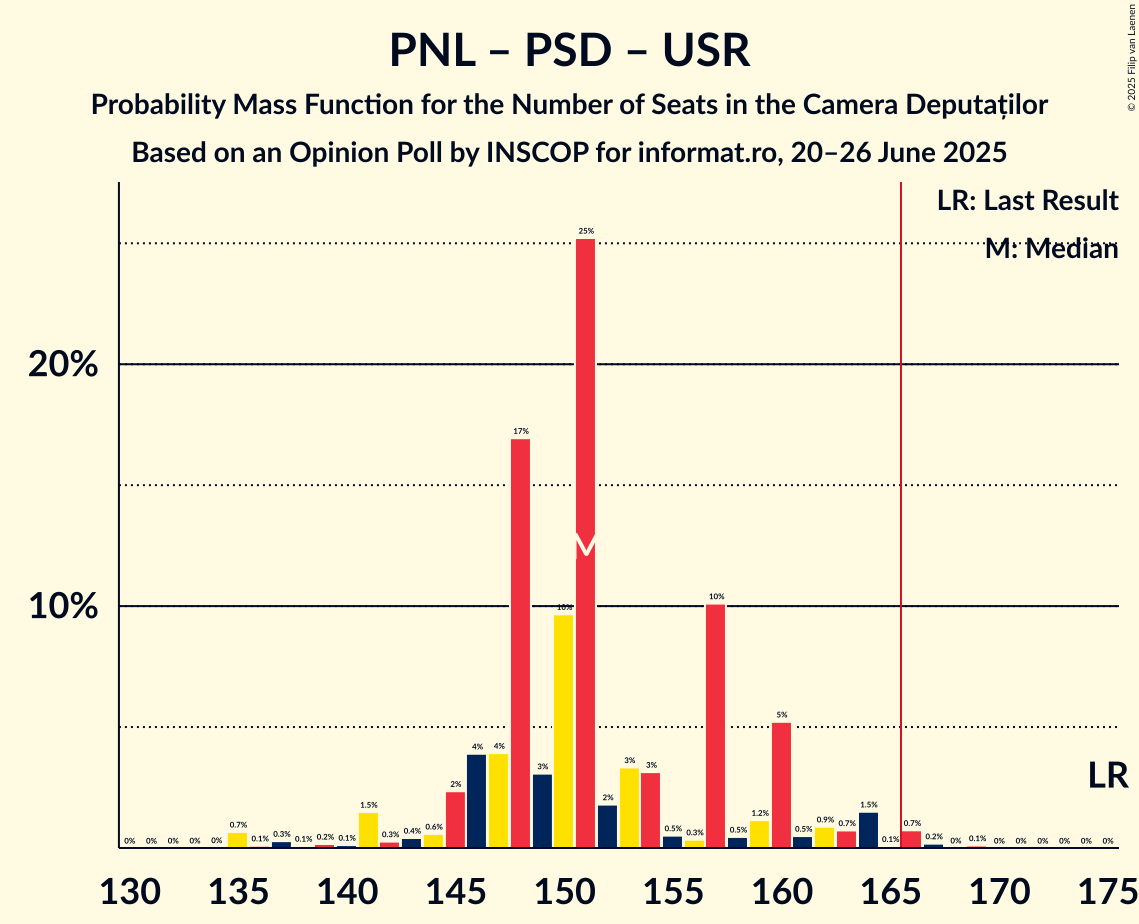 © 2025 Filip van Laenen
PNL – PSD – USR
Probability Mass Function for the Number of Seats in the Camera Deputaților
Based on an Opinion Poll by INSCOP for informat.ro, 20–26 June 2025
LR: Last Result
M: Median
20%
10%
0% 0% 0% 0% 0% 0.7% 0.1% 0.3% 0.1% 0.2% 0.1% 1.5% 0.3% 0.4% 0.6% 2% 4% 4% 17% 3% 10% 25% 2% 3% 3% 0.5% 0.3% 10% 0.5% 1.2% 5% 0.5% 0.9% 0.7% 1.5% 0.1% 0.7% 0.2% 0% 0.1% 0% 0% 0% 0% 0% 0%
M
LR
130 135 140 145 150 155 160 165 170 175